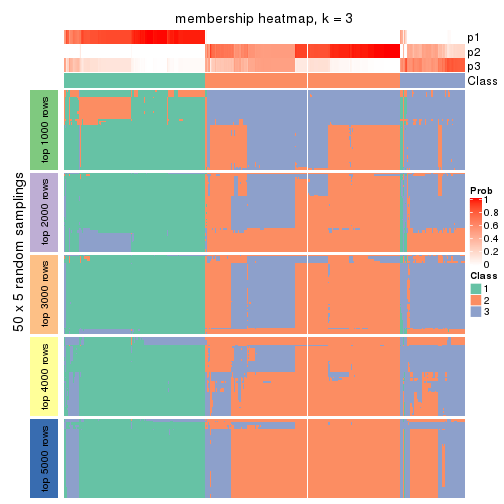 membership heatmap, k = 3
p1
p2
p3
Class
50 x 5 random samplings
top 1000 rows
top 2000 rows
top 3000 rows
top 4000 rows
top 5000 rows
Prob
1
0.8
0.6
0.4
0.2
0
Class
1
2
3